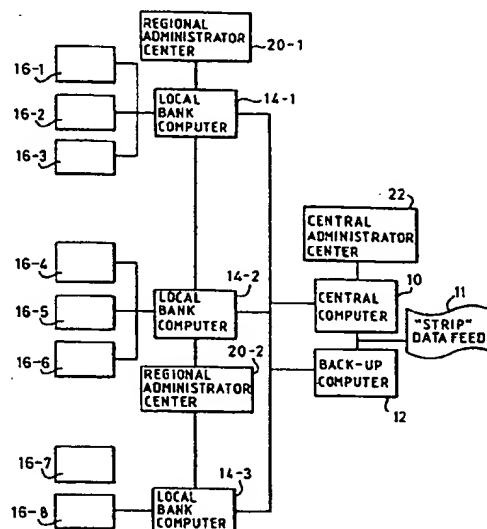 REGIONAL
ADMINISTRATOR
CENTER
20-1
16-1
16-2
16-3
LOCAL
BANK
COMPUTER
14-1
22
CENTRAL
ADMINISTRATOR
CENTER
16-4
16-5
16-6
LOCAL
BANK
COMPUTER
14-2
CENTRAL
COMPUTER
10
11
"STRIP"
DATA FEED
BACK-UP
COMPUTER
12
20-2
REGIONAL
ADMINISTRATOR
CENTER
16-7
16-8
LOCAL
BANK
COMPUTER
14-3